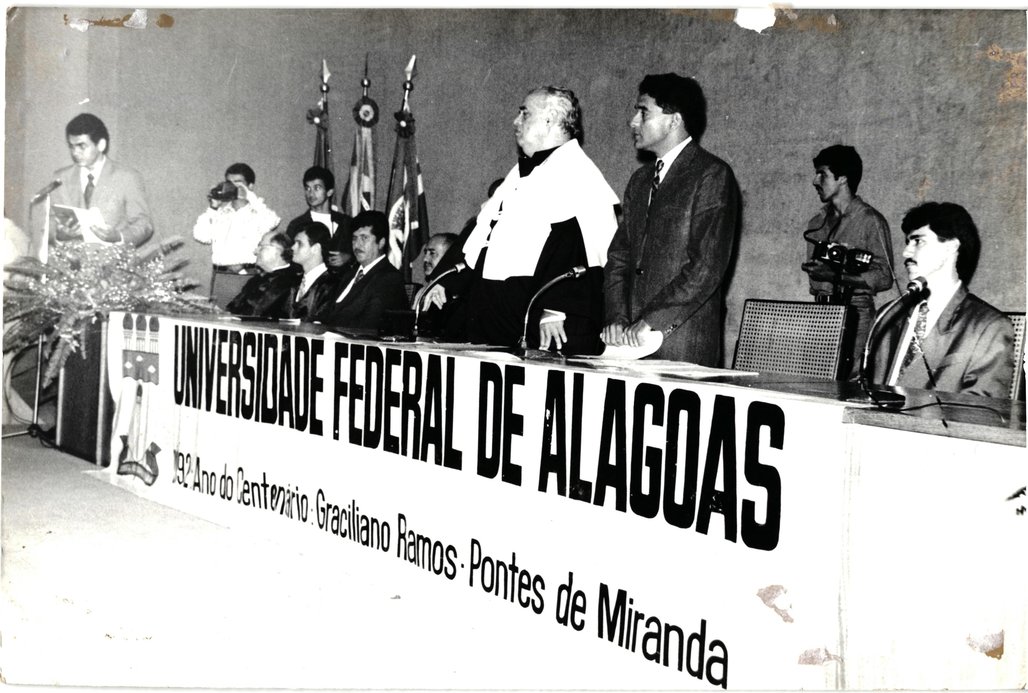 UNIVERSIDADE FEDERAL DE ALAGOAS
92-Ano do Centenário: Graciliano Ramos - Pontes de Miranda